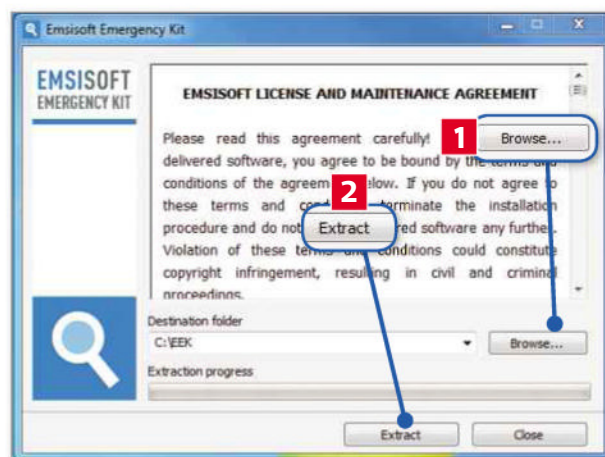 Emsisoft Emergency Kit
EMSISOFT
EMERGENCY KIT
EMSISOFT LICENSE AND MAINTENANCE AGREEMENT
Please read this agreement carefully!
1 Browse...
delivered software, you agree to be bound by the terms and
conditions of the below. If you do not agree to
2
these terms and terminate the installation
procedure and do not software any further.
Extract
Violation of these conditions could constitute
copyright infringement, resulting in civil and criminal
proceedings.
Destination folder
C:\EEK
Browse...
Extraction progress
Extract
Close